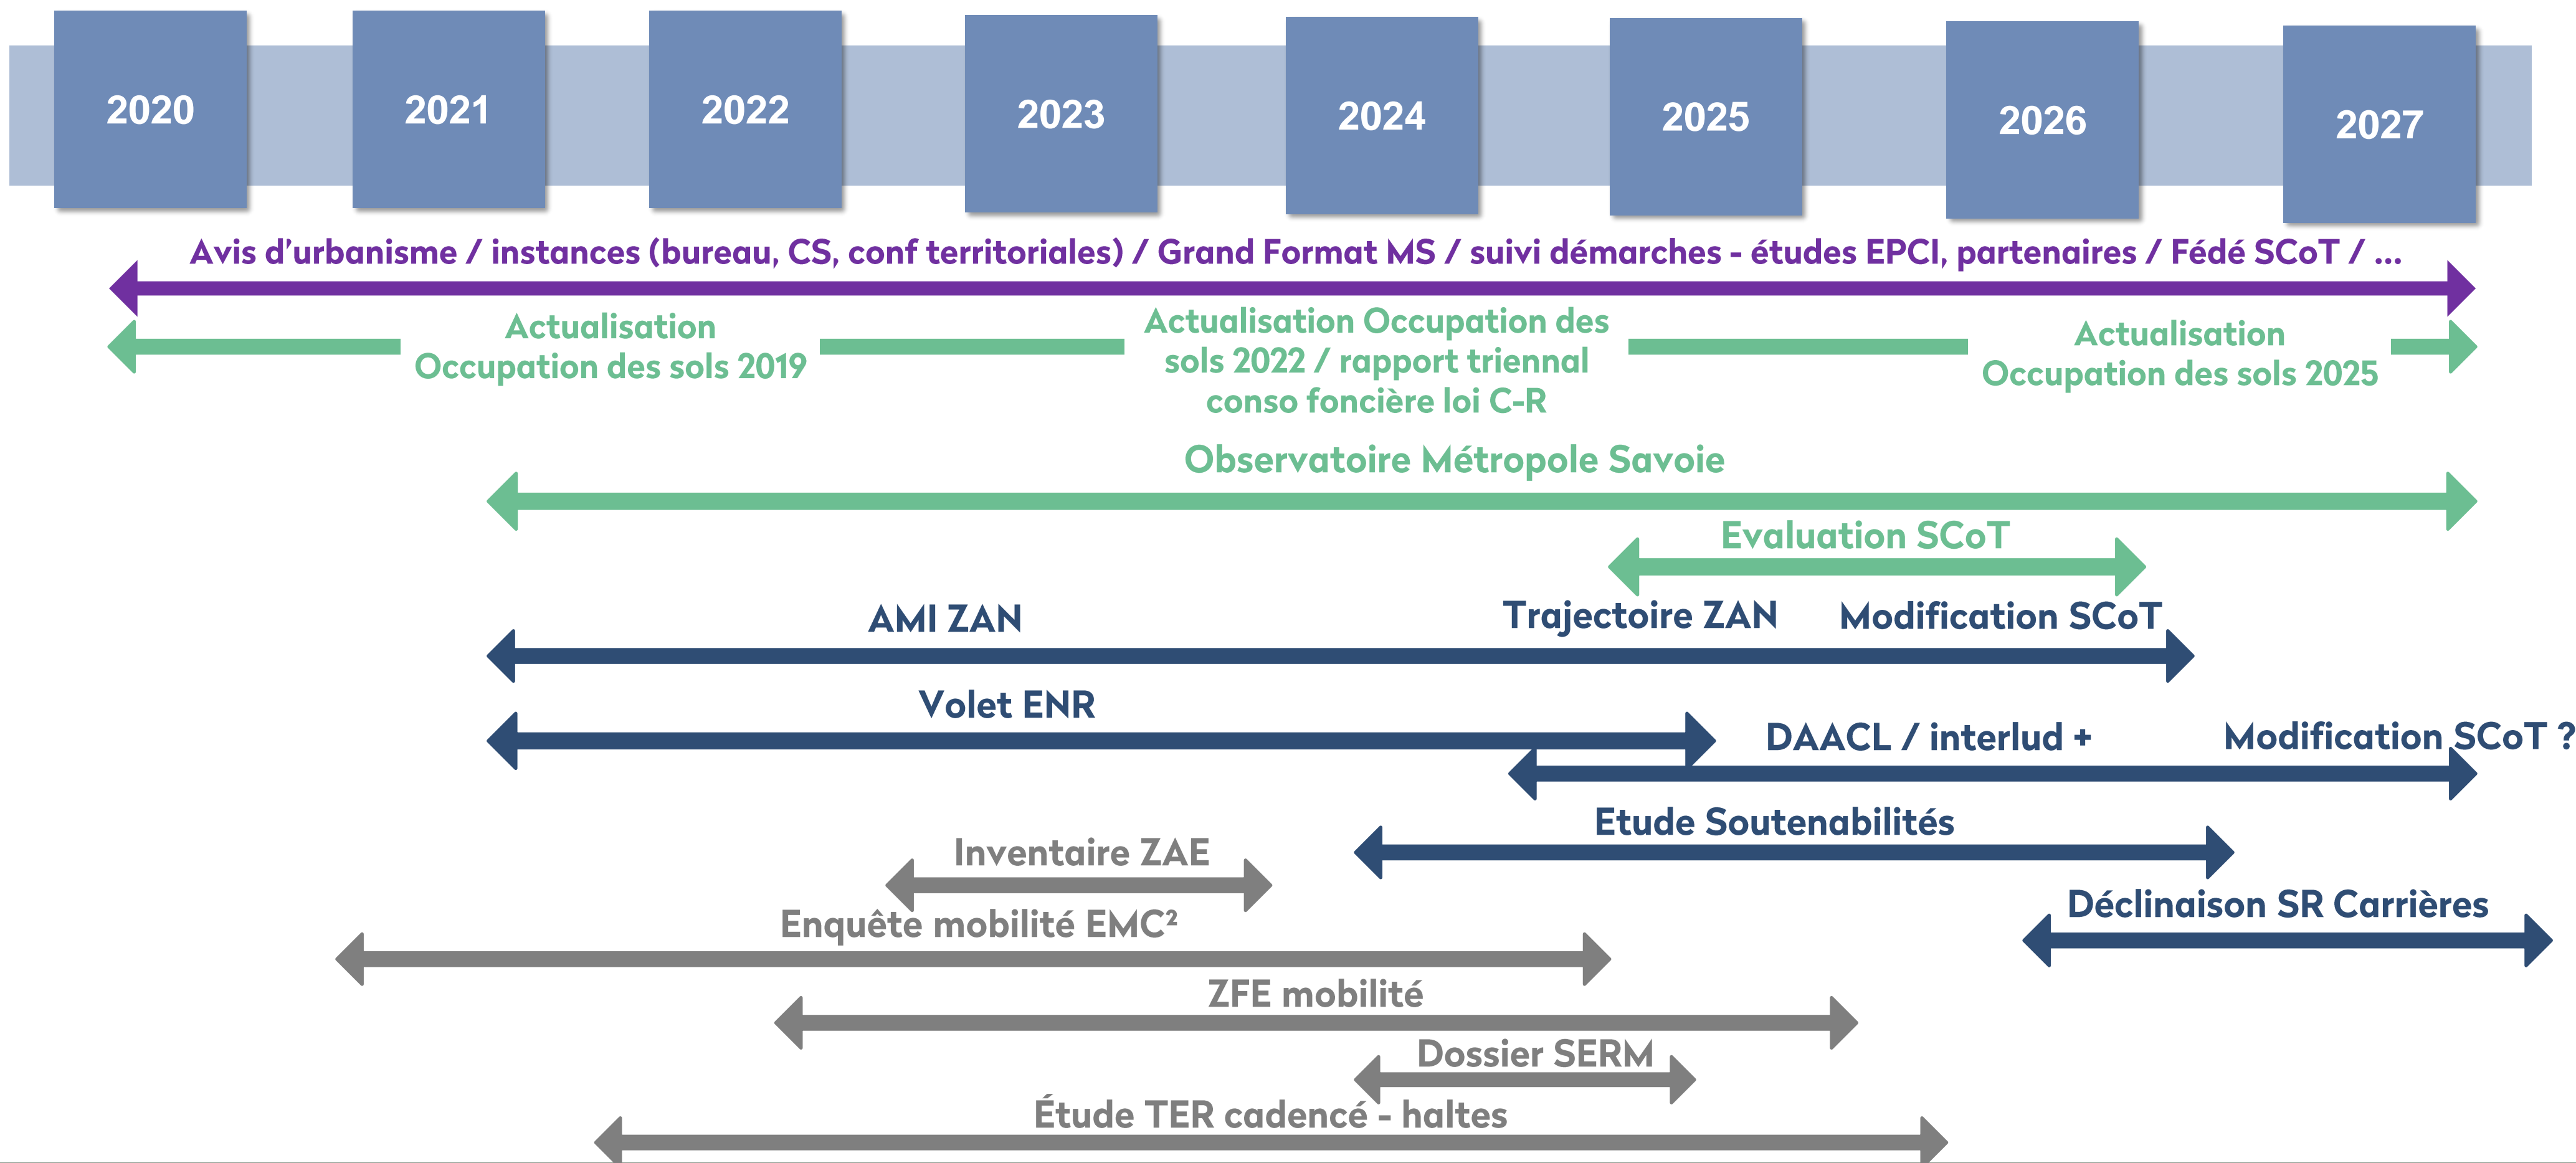 2020
2021
2022
2023
2024
2025
2026
2027
Avis d'urbanisme / instances (bureau, CS, conf territoriales) / Grand Format MS / suivi démarches - études EPCI, partenaires / Fédé SCoT / ...
Actualisation
Occupation des sols 2019
Actualisation Occupation des
sols 2022 / rapport triennal
conso foncière loi C-R
Actualisation
Occupation des sols 2025
Observatoire Métropole Savoie
Evaluation SCoT
AMI ZAN
Trajectoire ZAN
Modification SCoT
Volet ENR
DAACL / interlud +
Modification SCoT ?
Etude Soutenabilités
Inventaire ZAE
Déclinaison SR Carrières
Enquête mobilité EMC²
ZFE mobilité
Dossier SERM
Étude TER cadencé - haltes